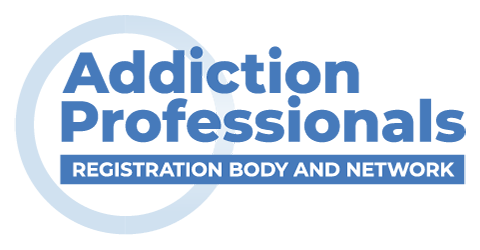 Addiction
Professionals
REGISTRATION BODY AND NETWORK